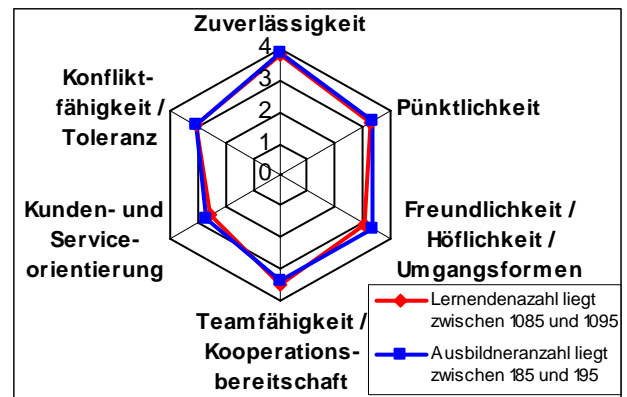 Zuverlässigkeit
4
3
2
1
0
Konflikt-
fähigkeit /
Toleranz
Pünktlichkeit
Kunden- und
Service-
orientierung
Freundlichkeit /
Höflichkeit /
Umgangsformen
Teamfähigkeit /
Kooperations-
bereitschaft
Lernendenazahl liegt
zwischen 1085 und 1095
Ausbildneranzahl liegt
zwischen 185 und 195